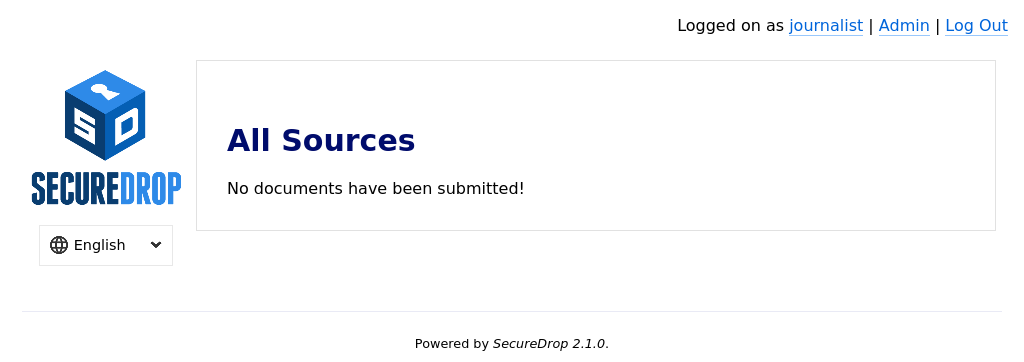 Logged on as journalist | Admin | Log Out
SD
SECUREDROP
English
All Sources
No documents have been submitted!
Powered by SecureDrop 2.1.0.